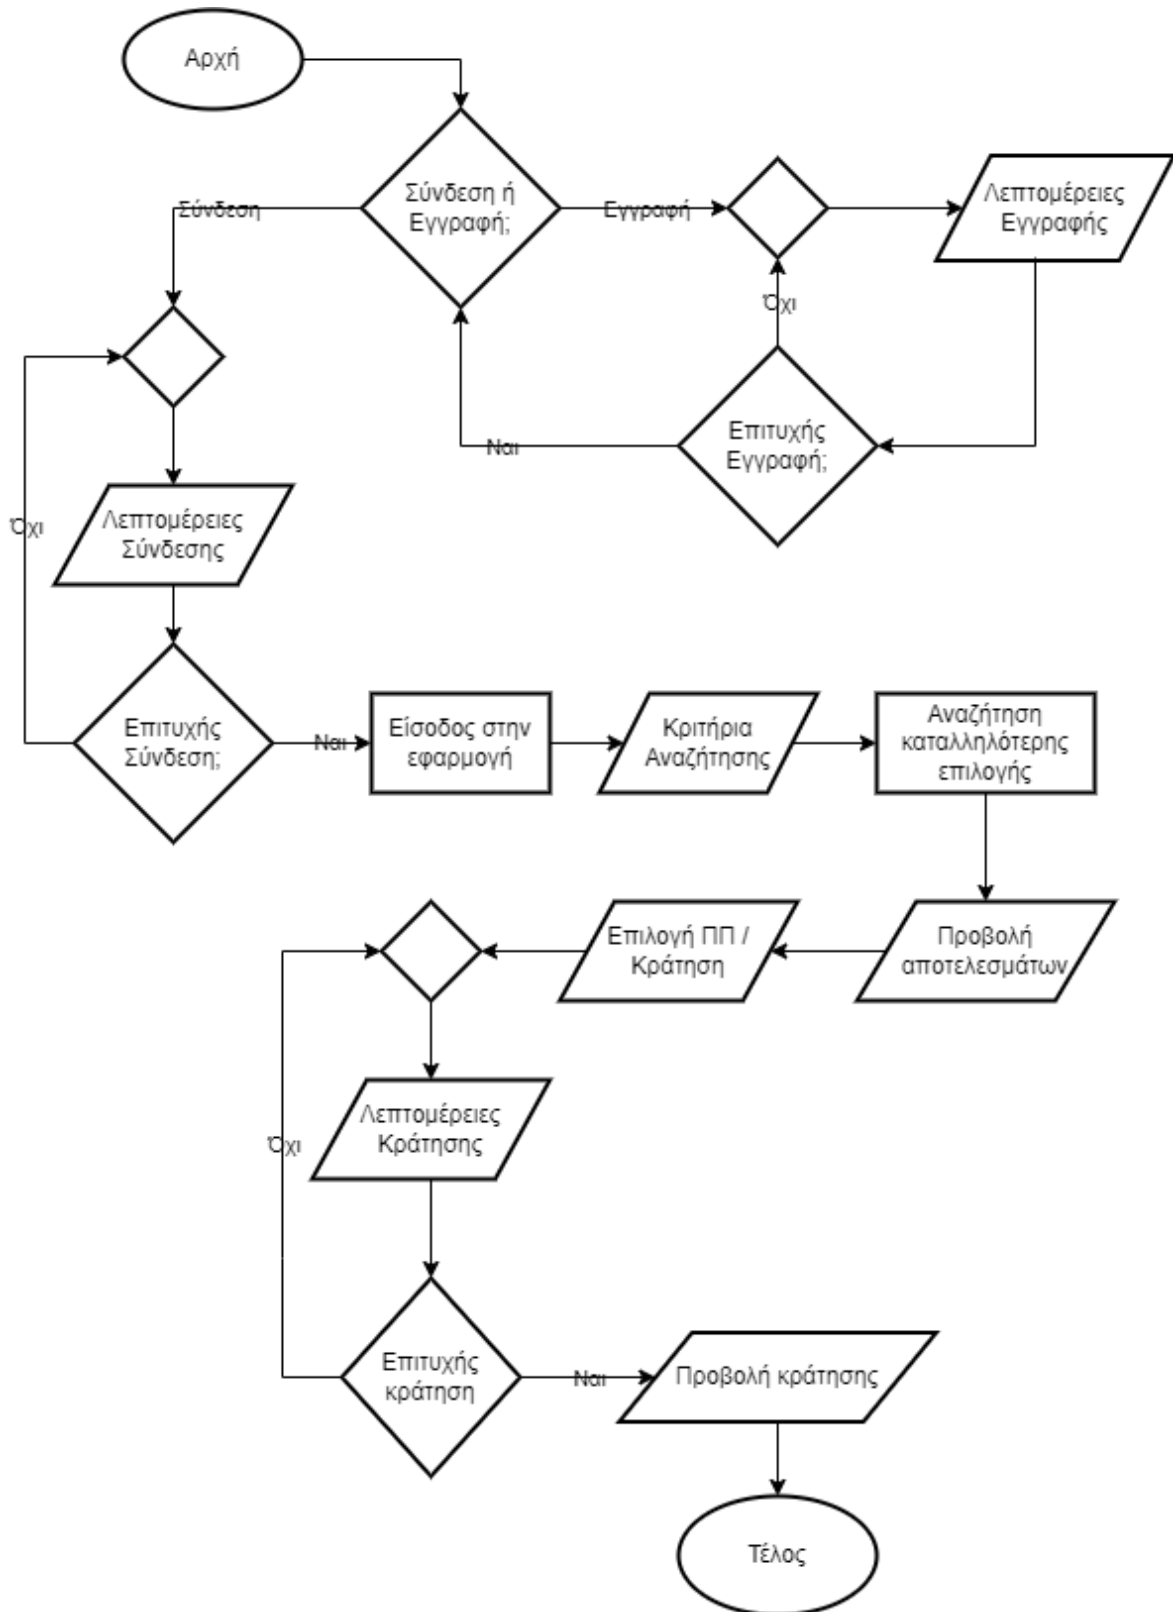 Αρχή
Σύνδεση ή
Εγγραφή;
Σύνδεση
Εγγραφή
Λεπτομέρειες
Εγγραφής
Όχι
Επιτυχής
Εγγραφή;
Ναι
Λεπτομέρειες
Σύνδεσης
Όχι
Επιτυχής
Σύνδεση;
Ναι
Είσοδος στην
εφαρμογή
Κριτήρια
Αναζήτησης
Αναζήτηση
καταλληλότερης
επιλογής
Προβολή
αποτελεσμάτων
Επιλογή ΠΠ /
Κράτηση
Λεπτομέρειες
Κράτησης
Όχι
Επιτυχής
κράτηση
Ναι
Προβολή κράτησης
Τέλος